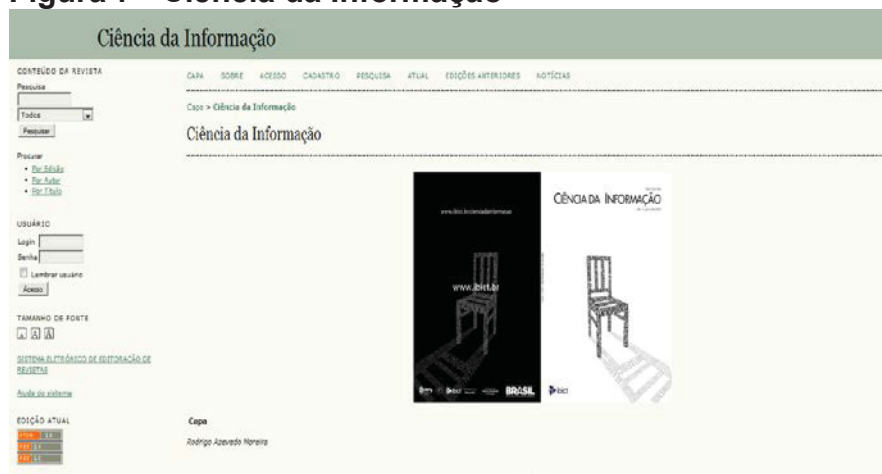 Figura 1 – Ciência da Informação
Ciência da Informação
CONTEÚDO DA REVISTA
Pesquisa
Todos
Pesquisar
Procurar
Por Edição
Por Autor
Por Título
USUÁRIO
Login
Senha
Lembrar usuário
Acesso
TAMANHO DE FONTE
A A A
SISTEMA ELETRÔNICO DE EDITORAÇÃO DE
REVISTAS
Ajuda do sistema
EDIÇÃO ATUAL
CAPA SOBRE ACESSO CADASTRO PESQUISA ATUAL EDIÇÕES ANTERIORES NOTÍCIAS
Capa > Ciência da Informação
Ciência da Informação
www.ibict.br
BRASIL
CIÊNCIA DA INFORMAÇÃO
ibict
Capa
Rodrigo Azevedo Moreira